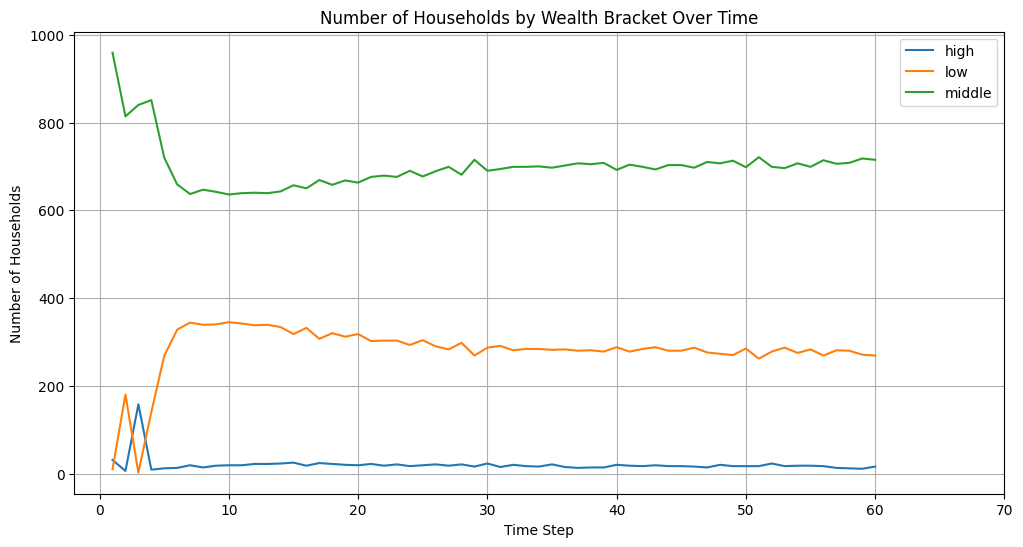 Number of Households by Wealth Bracket Over Time
1000
800
600
400
200
0
Number of Households
high
low
middle
0 10 20 30 40 50 60 70
Time Step